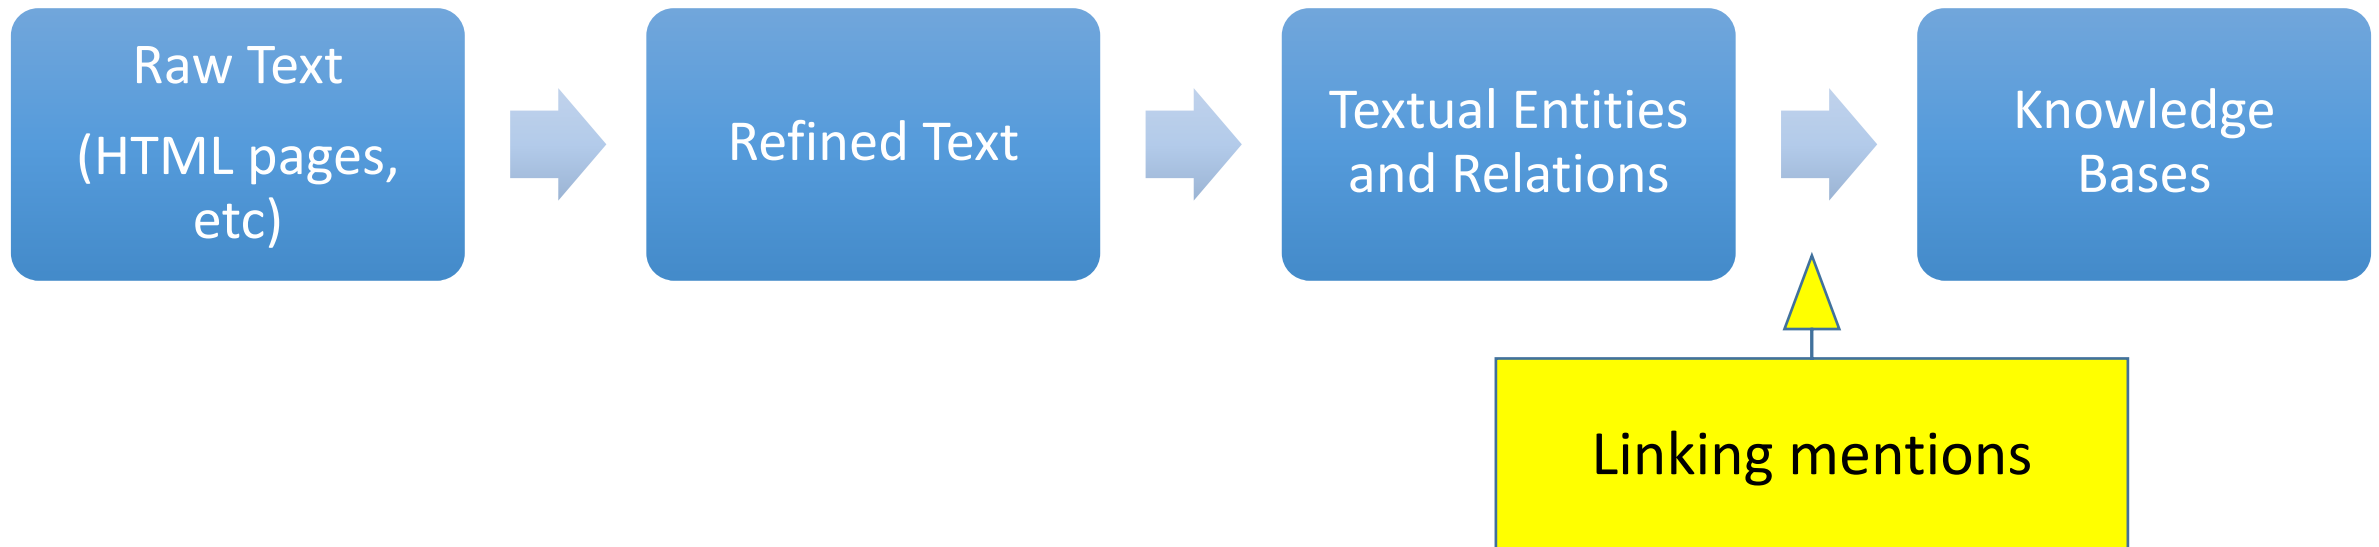 Raw Text
(HTML pages,
etc)
Refined Text
Textual Entities
and Relations
Knowledge
Bases
Linking mentions